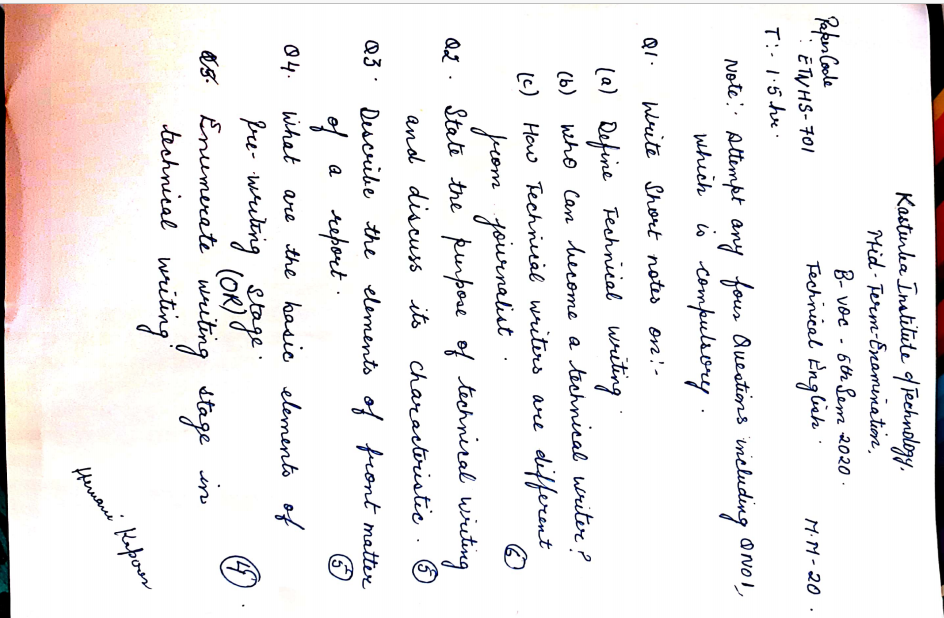 Kasturba Institute of Technology.
Mid-Term-Examination,
B-VOC - 5th Sem 2020.
Paper Code
: ETVHS-701 Technical English. M.M-20.
T:- 1.5 hr.
Note:- Attempt any four Questions including QNo1,
which is compulsory.
Q1. Write Short notes on:-
(a) Define Technical writing.
(b) who can become a technical writer?
(c) How Technical writers are different
from journalist. (6)
Q2. State the purpose of technical writing
and discuss its characteristic. (5)
Q3. Describe the elements of front matter
of a report. (5)
Q4. What are the basic elements of
Pre-writing Stage.
(OR) (4).
Q5. Enumerate writing stage in
technical writing.
Kapoor